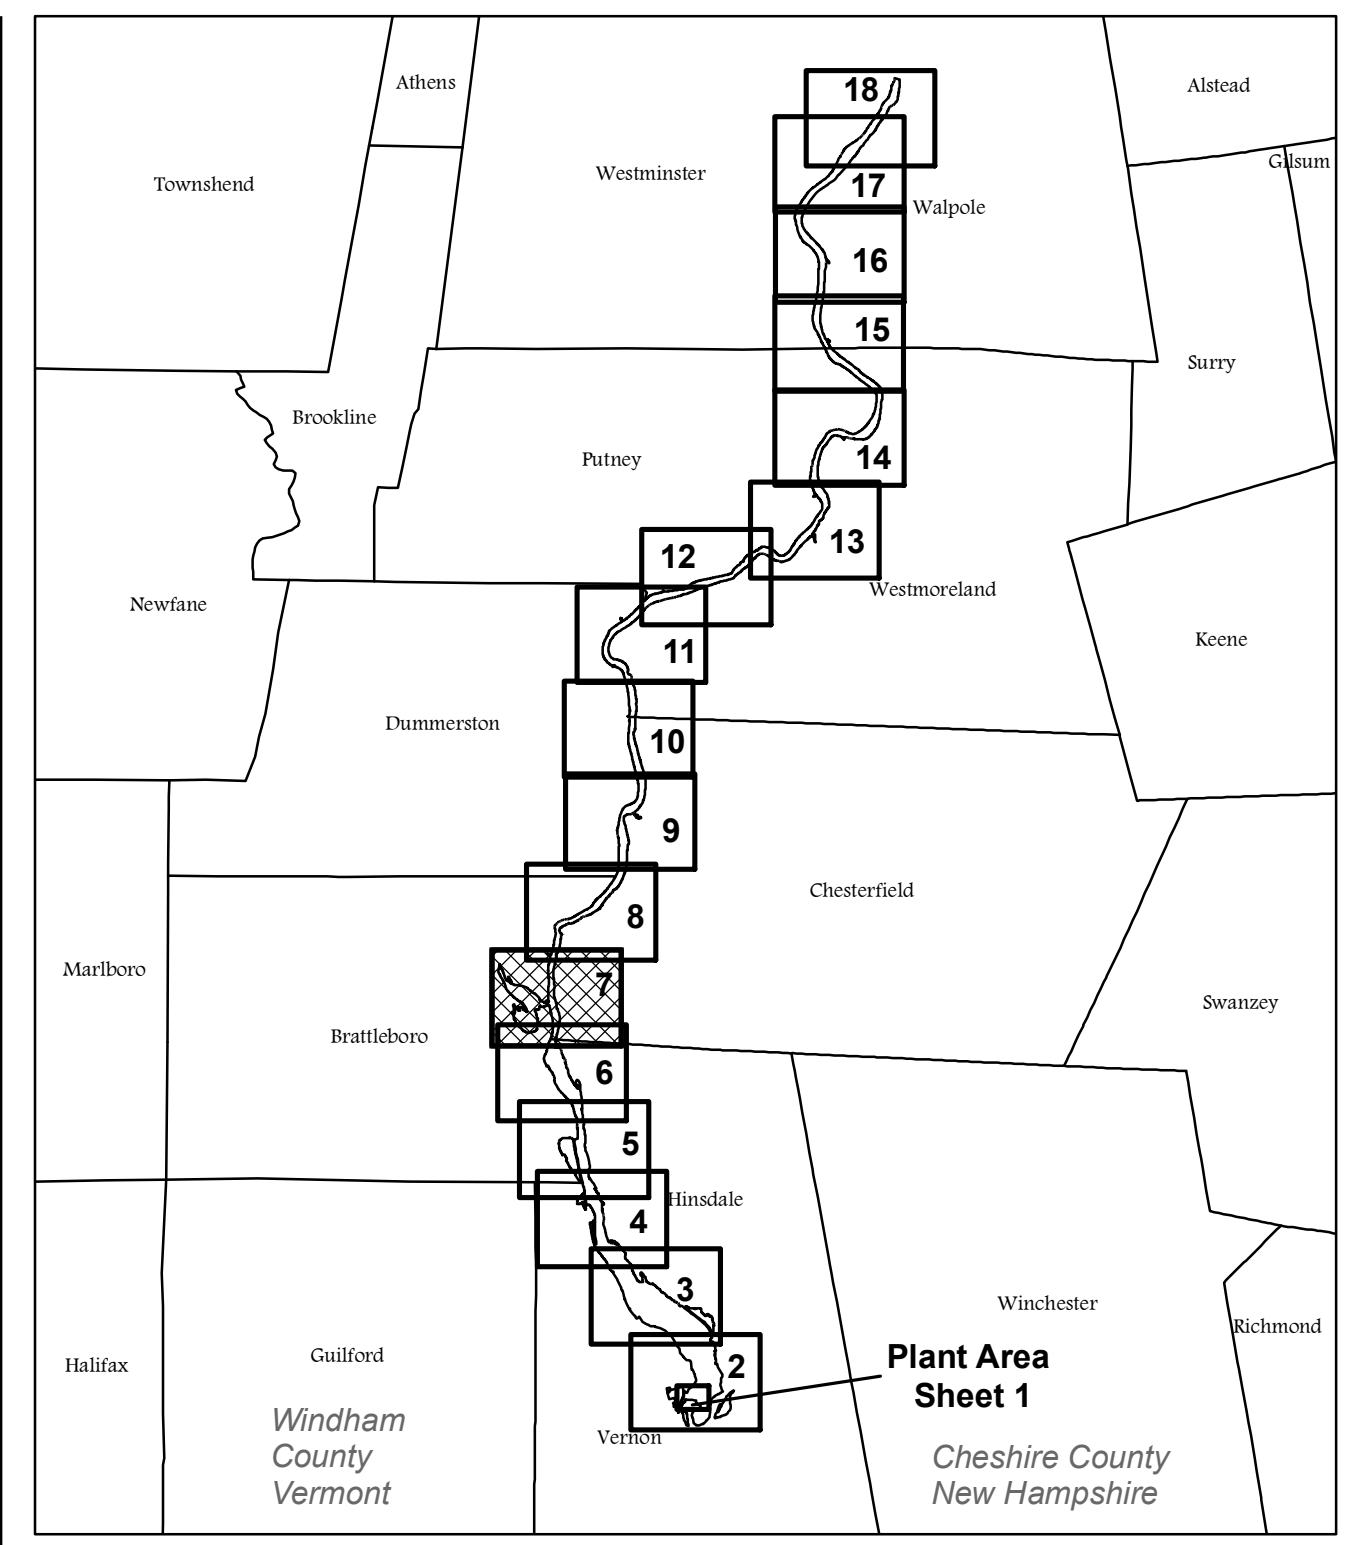 18
Athens
Alstead
Gilsum
Westminster
Townshend
17
Walpole
16
15
Surry
Brookline
14
Putney
13
12
Westmoreland
Newfane
Keene
11
Dummerston
10
9
Chesterfield
8
Marlboro
7
Swanzey
Brattleboro
6
5
Hinsdale
4
3
Winchester
Richmond
Guilford
Halifax
2
Plant Area
Sheet 1
Vernon
Windham
County
Vermont
Cheshire County
New Hampshire